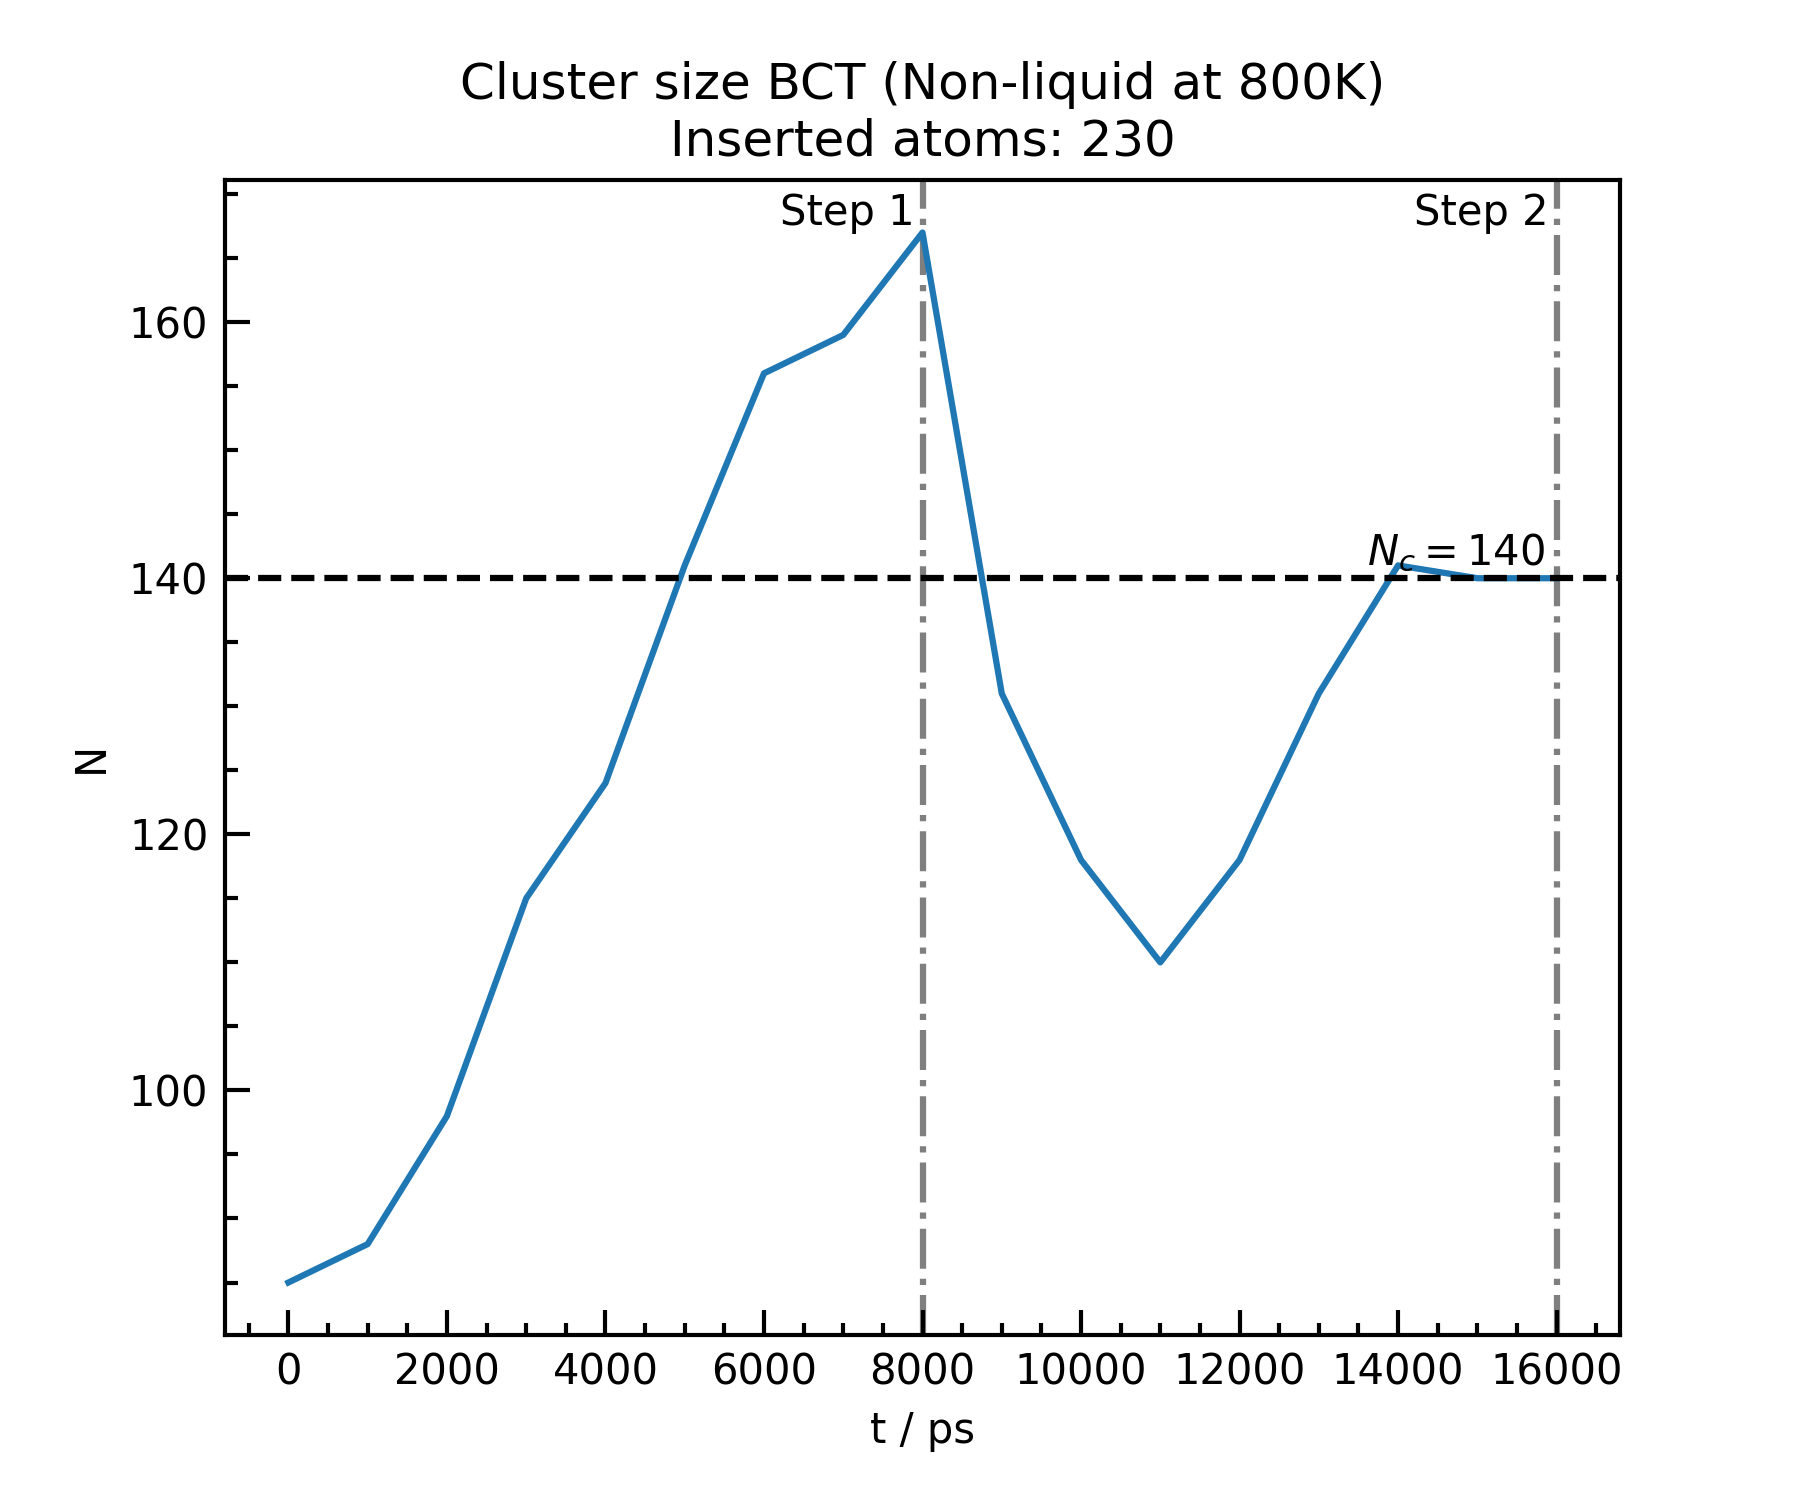 Cluster size BCT (Non-liquid at 800K)
Inserted atoms: 230
Step 1
Step 2
160
N_c = 140
140
N
120
100
0 2000 4000 6000 8000 10000 12000 14000 16000
t / ps